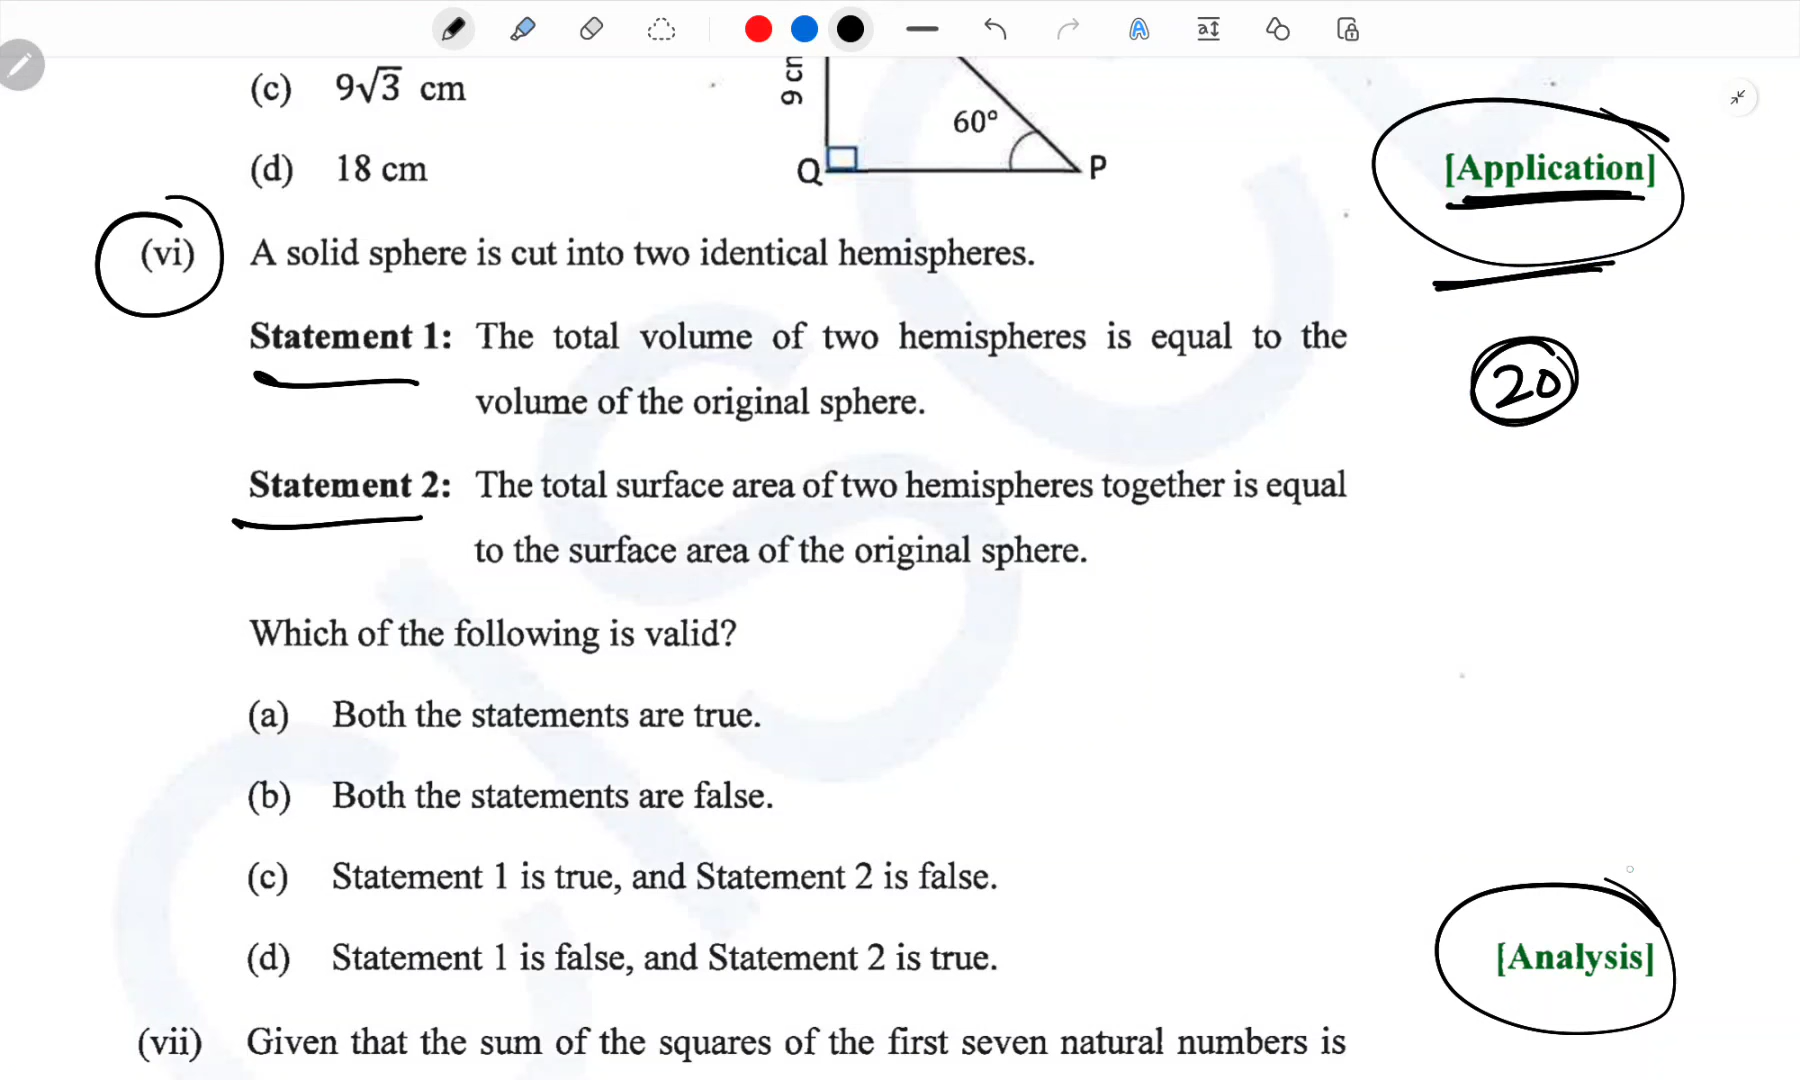 (c) 9√3 cm
9 cm
60°
(d) 18 cm
Q
P
[Application]
(vi) A solid sphere is cut into two identical hemispheres.
Statement 1: The total volume of two hemispheres is equal to the
volume of the original sphere.
20
Statement 2: The total surface area of two hemispheres together is equal
to the surface area of the original sphere.
Which of the following is valid?
(a) Both the statements are true.
(b) Both the statements are false.
(c) Statement 1 is true, and Statement 2 is false.
(d) Statement 1 is false, and Statement 2 is true.
[Analysis]
(vii) Given that the sum of the squares of the first seven natural numbers is